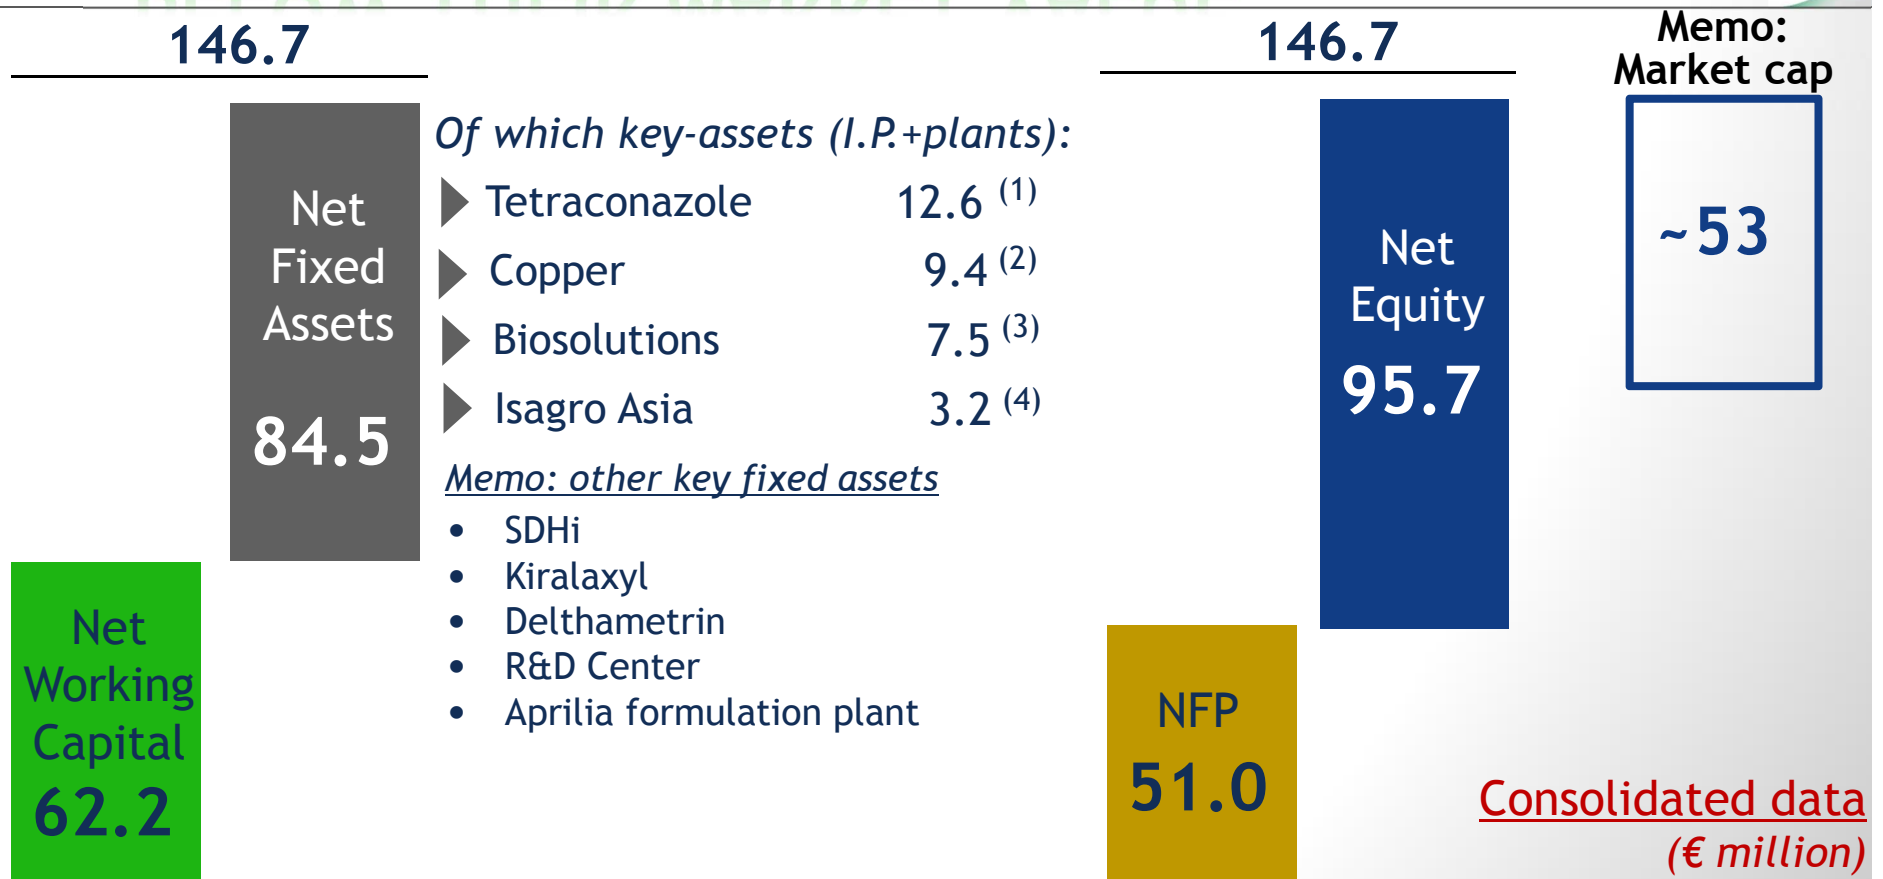 146.7
146.7
Memo:
Market cap
Net
Fixed
Assets
84.5
Of which key-assets (I.P.+plants):
Tetraconazole 12.6 (1)
Copper 9.4 (2)
Biosolutions 7.5 (3)
Isagro Asia 3.2 (4)
Memo: other key fixed assets
• SDHi
• Kiralaxyl
• Delthametrin
• R&D Center
• Aprilia formulation plant
Net
Working
Capital
62.2
Net
Equity
95.7
~53
NFP
51.0
Consolidated data
(€ million)